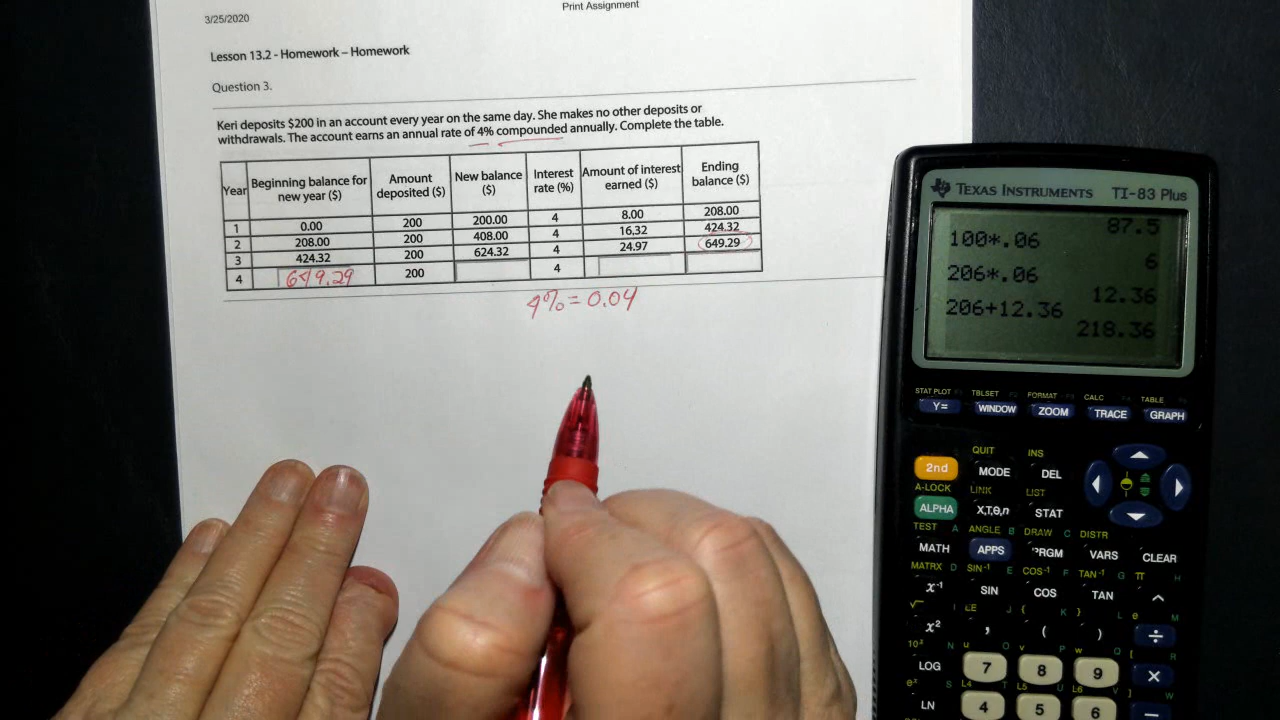 Print Assignment
3/25/2020
Lesson 13.2 - Homework – Homework
Question 3.
Keri deposits $200 in an account every year on the same day. She makes no other deposits or
withdrawals. The account earns an annual rate of 4% compounded annually. Complete the table.
Year Beginning balance for new year ($) Amount deposited ($) New balance ($) Interest rate (%) Amount of interest earned ($) Ending balance ($)
1 0.00 200 200.00 4 8.00 208.00
2 208.00 200 408.00 4 16.32 424.32
3 424.32 200 624.32 4 24.97 649.29
4 649.29 200 4
4% = 0.04
TEXAS INSTRUMENTS TI-83 Plus
87.5
100*.06
6
206*.06
12.36
206+12.36
218.36
STAT PLOT F1 TBLSET F2 FORMAT F3 CALC F4 TABLE F5
Y= WINDOW ZOOM TRACE GRAPH
QUIT INS
2nd MODE DEL
A-LOCK LINK LIST
ALPHA X,T,θ,n STAT
TEST A ANGLE B DRAW C DISTR
MATH APPS PRGM VARS CLEAR
MATRX D SIN⁻¹ E COS⁻¹ F TAN⁻¹ G π H
x⁻¹ SIN COS TAN ^
√ I EE J { K } L e M
x² , ( ) ÷
10ˣ N u O v P w Q [ R
LOG 7 8 9 ×
eˣ S L4 T L5 U L6 V ] W
LN 4 5 6 −